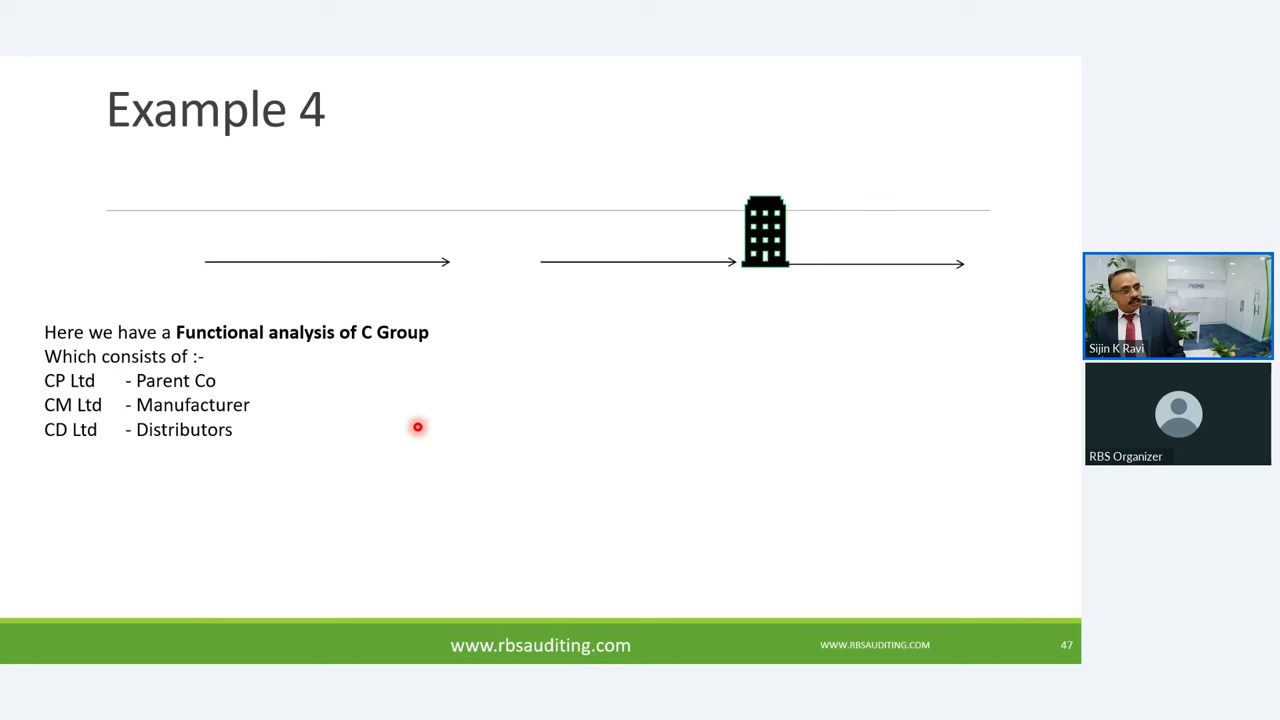 Example 4
Here we have a Functional analysis of C Group
Which consists of :-
CP Ltd - Parent Co
CM Ltd - Manufacturer
CD Ltd - Distributors
www.rbsauditing.com
WWW.RBSAUDITING.COM
47
Sijin K Ravi
RBS Organizer